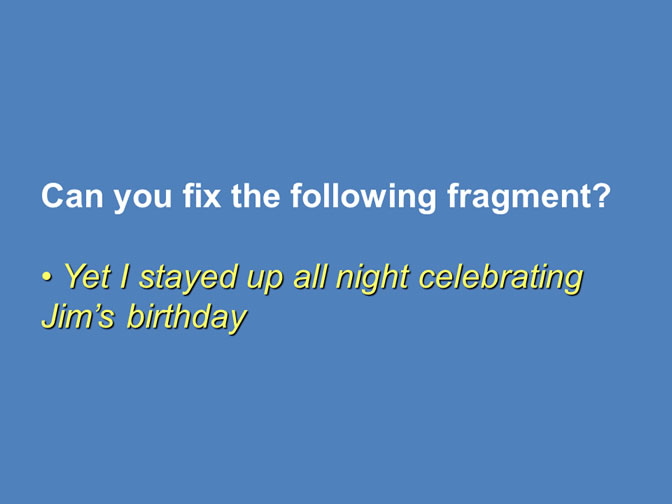 Can you fix the following fragment?
• Yet I stayed up all night celebrating
Jim’s birthday